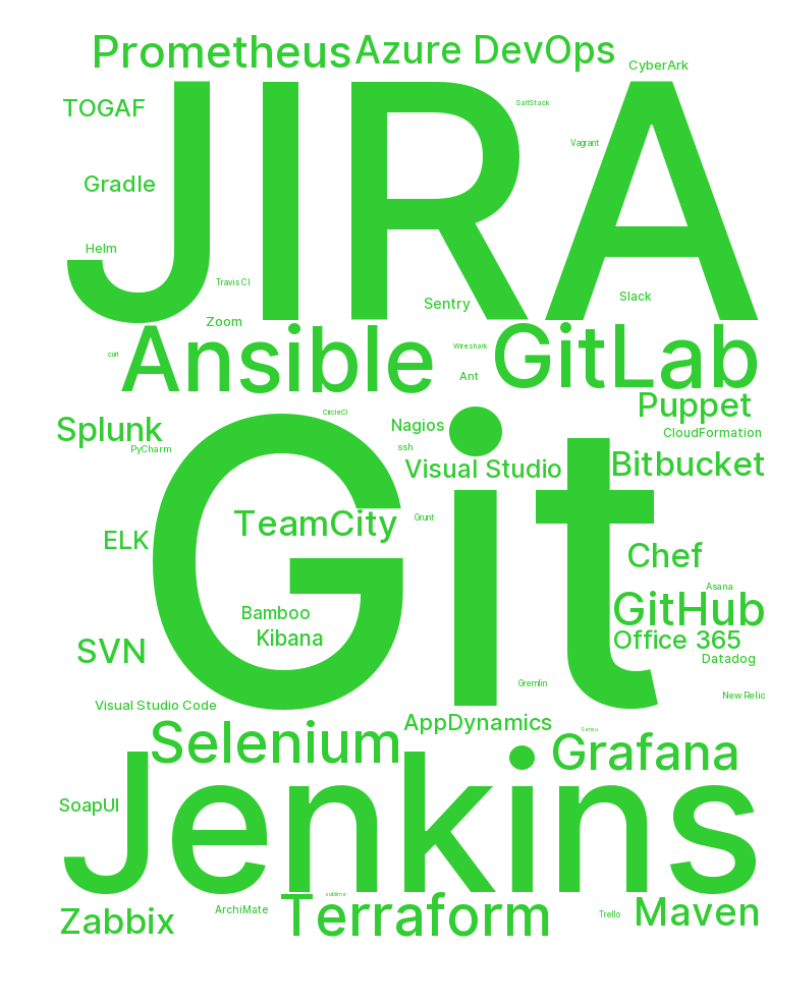 Prometheus
Azure DevOps
CyberArk
JIRA
TOGAF
SaltStack
Vagrant
Gradle
Helm
Travis CI
Slack
Sentry
Zoom
Ansible
GitLab
curl
Wireshark
Ant
Puppet
CircleCI
Splunk
Nagios
CloudFormation
PyCharm
ssh
Visual Studio
Bitbucket
Git
TeamCity
Grunt
ELK
Chef
Asana
Bamboo
GitHub
Kibana
Office 365
SVN
Datadog
Gremlin
New Relic
Visual Studio Code
AppDynamics
Sensu
Selenium
Grafana
Jenkins
SoapUI
sublime
ArchiMate
Terraform
Trello
Maven
Zabbix